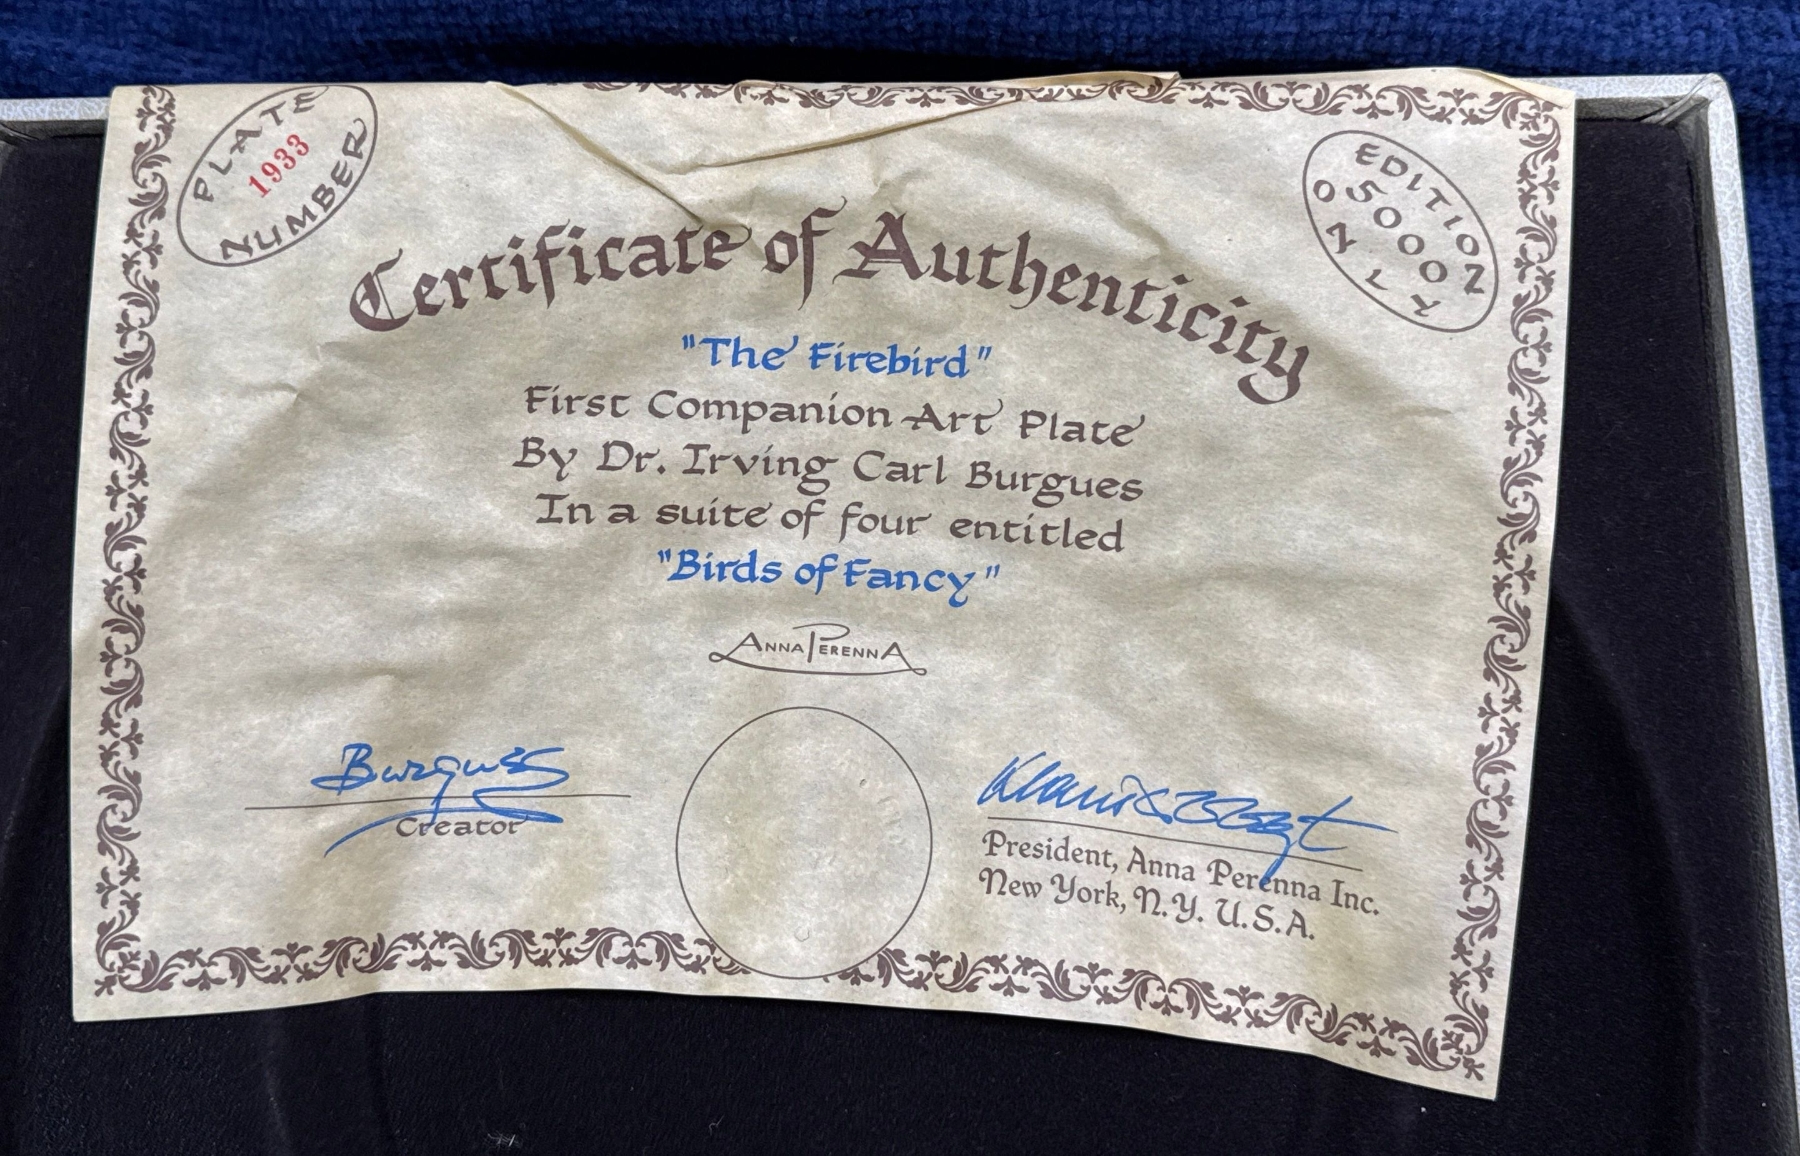 PLATE
1933
NUMBER
EDITION
5000
ONLY
Certificate of Authenticity
"The Firebird"
First Companion Art Plate
By Dr. Irving Carl Burgues
In a suite of four entitled
"Birds of Fancy"
ANNA PERENNA
Burgues
Creator
President, Anna Perenna Inc.
New York, N.Y. U.S.A.